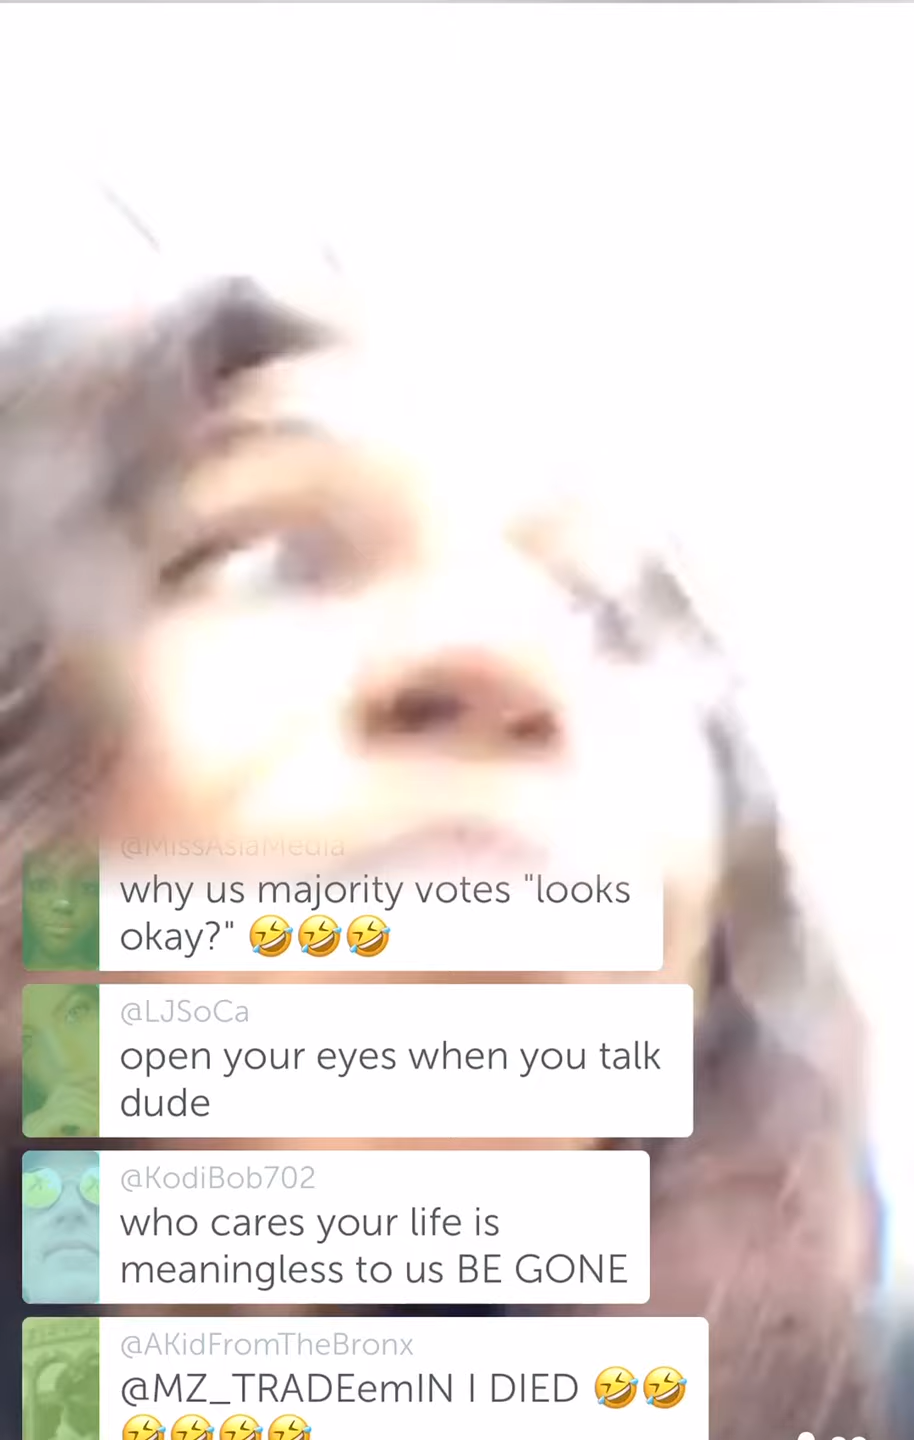 @MissAsiaMedia
why us majority votes "looks
okay?" 🤣🤣🤣
@LJSoCa
open your eyes when you talk
dude
@KodiBob702
who cares your life is
meaningless to us BE GONE
@AKidFromTheBronx
@MZ_TRADEemIN I DIED 🤣🤣
🤣🤣🤣🤣